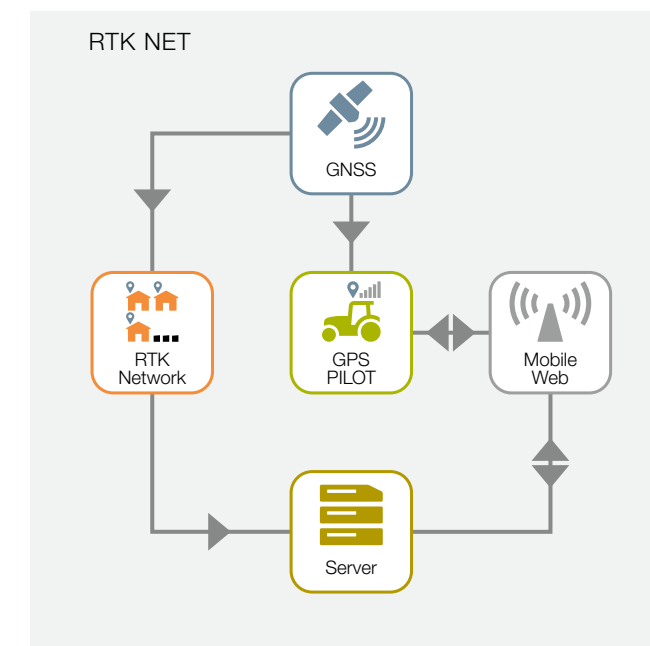 RTK NET
GNSS
RTK
Network
GPS
PILOT
Mobile
Web
Server